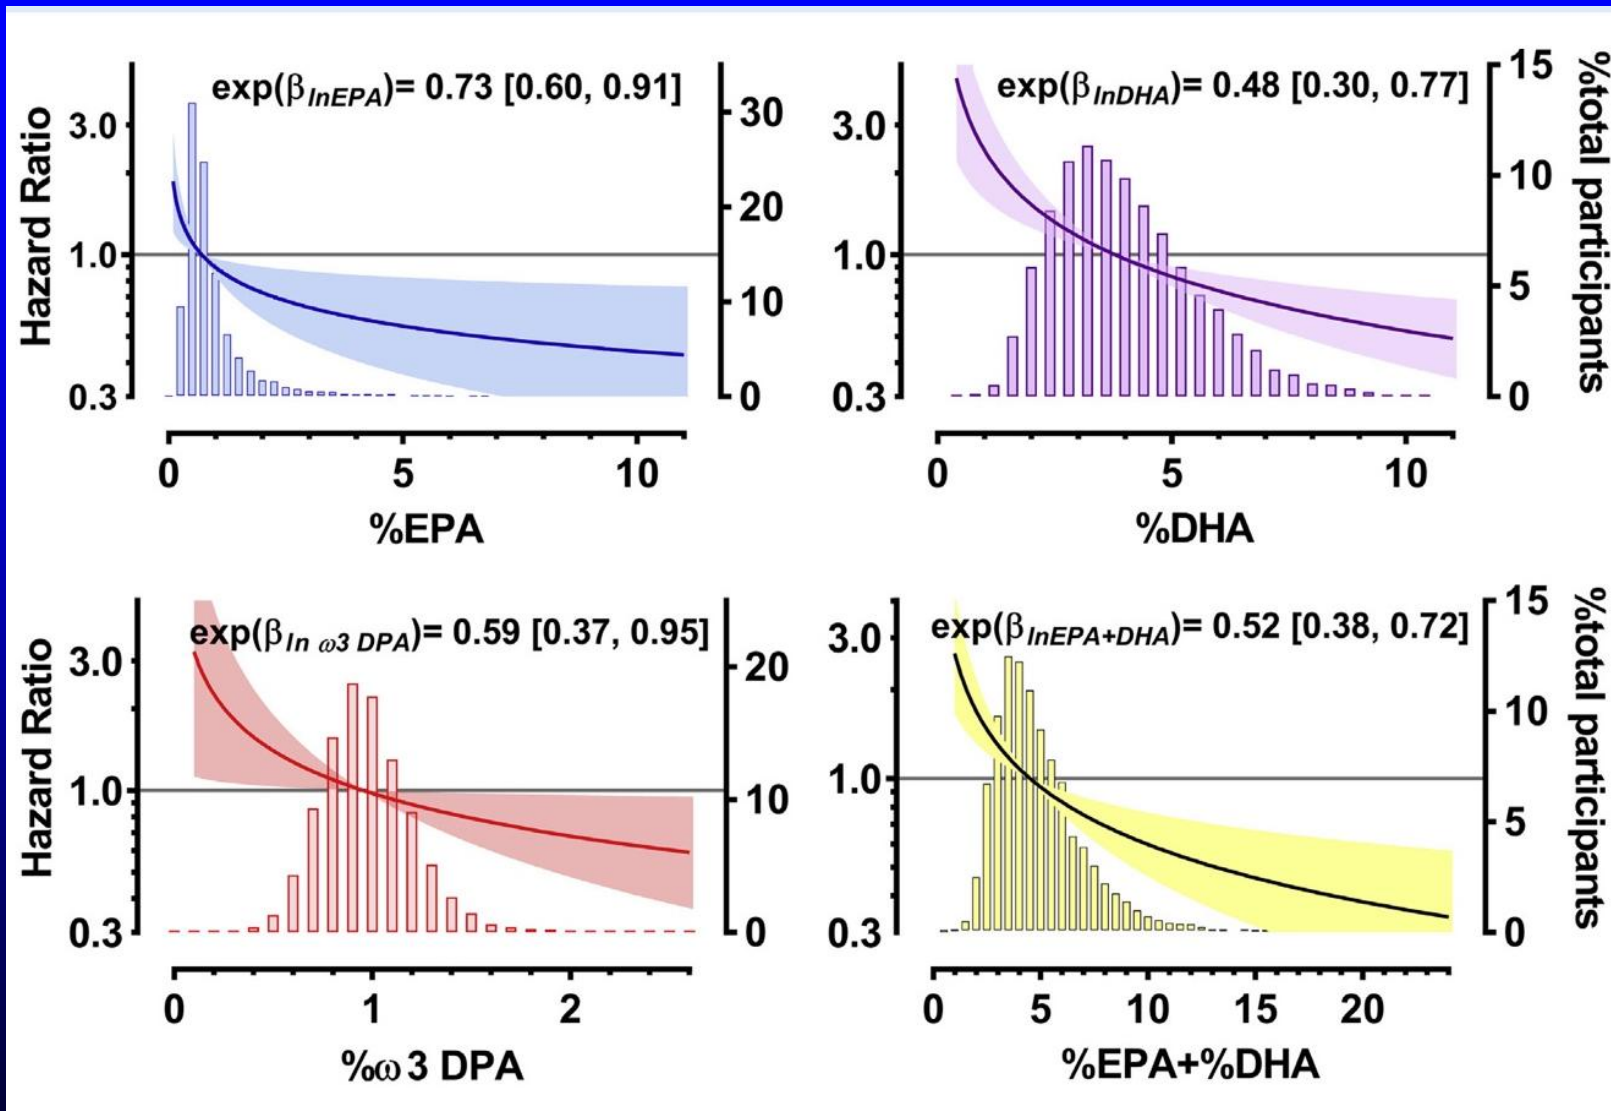 exp(βlnEPA)= 0.73 [0.60, 0.91]
Hazard Ratio
3.0
1.0
0.3
30
20
10
0
0 5 10
%EPA
exp(βlnDHA)= 0.48 [0.30, 0.77]
3.0
1.0
0.3
15
10
5
0
%total participants
0 5 10
%DHA
exp(βln ω3 DPA)= 0.59 [0.37, 0.95]
Hazard Ratio
3.0
1.0
0.3
20
10
0
0 1 2
%ω3 DPA
exp(βlnEPA+DHA)= 0.52 [0.38, 0.72]
3.0
1.0
0.3
15
10
5
0
%total participants
0 5 10 15 20
%EPA+%DHA